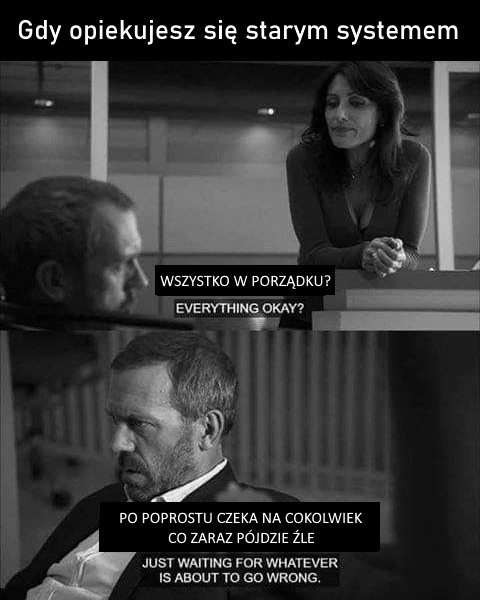 Gdy opiekujesz się starym systemem
WSZYSTKO W PORZĄDKU?
EVERYTHING OKAY?
PO POPROSTU CZEKA NA COKOLWIEK
CO ZARAZ PÓJDZIE ŹLE
JUST WAITING FOR WHATEVER
IS ABOUT TO GO WRONG.